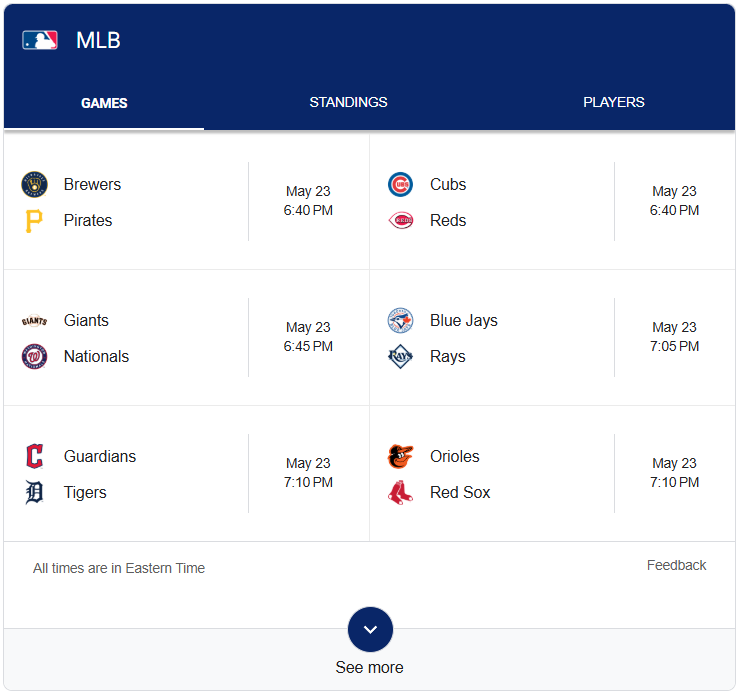 MLB
GAMES
STANDINGS
PLAYERS
Brewers
Pirates
May 23
6:40 PM
Cubs
Reds
May 23
6:40 PM
GIANTS
Giants
Nationals
May 23
6:45 PM
Blue Jays
RAYS
Rays
May 23
7:05 PM
Guardians
Tigers
May 23
7:10 PM
Orioles
Red Sox
May 23
7:10 PM
All times are in Eastern Time
Feedback
See more